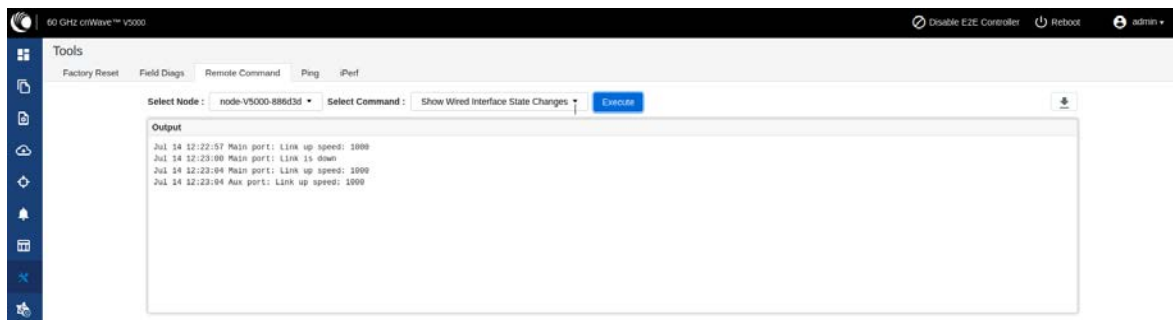 60 GHz cnWave™ V5000
Disable E2E Controller
Reboot
admin
Tools
Factory Reset
Field Diags
Remote Command
Ping
iPerf
Select Node :
node-V5000-886d3d
Select Command :
Show Wired Interface State Changes
Execute
Output
Jul 14 12:22:57 Main port: Link up speed: 1000
Jul 14 12:23:00 Main port: Link is down
Jul 14 12:23:04 Main port: Link up speed: 1000
Jul 14 12:23:04 Aux port: Link up speed: 1000